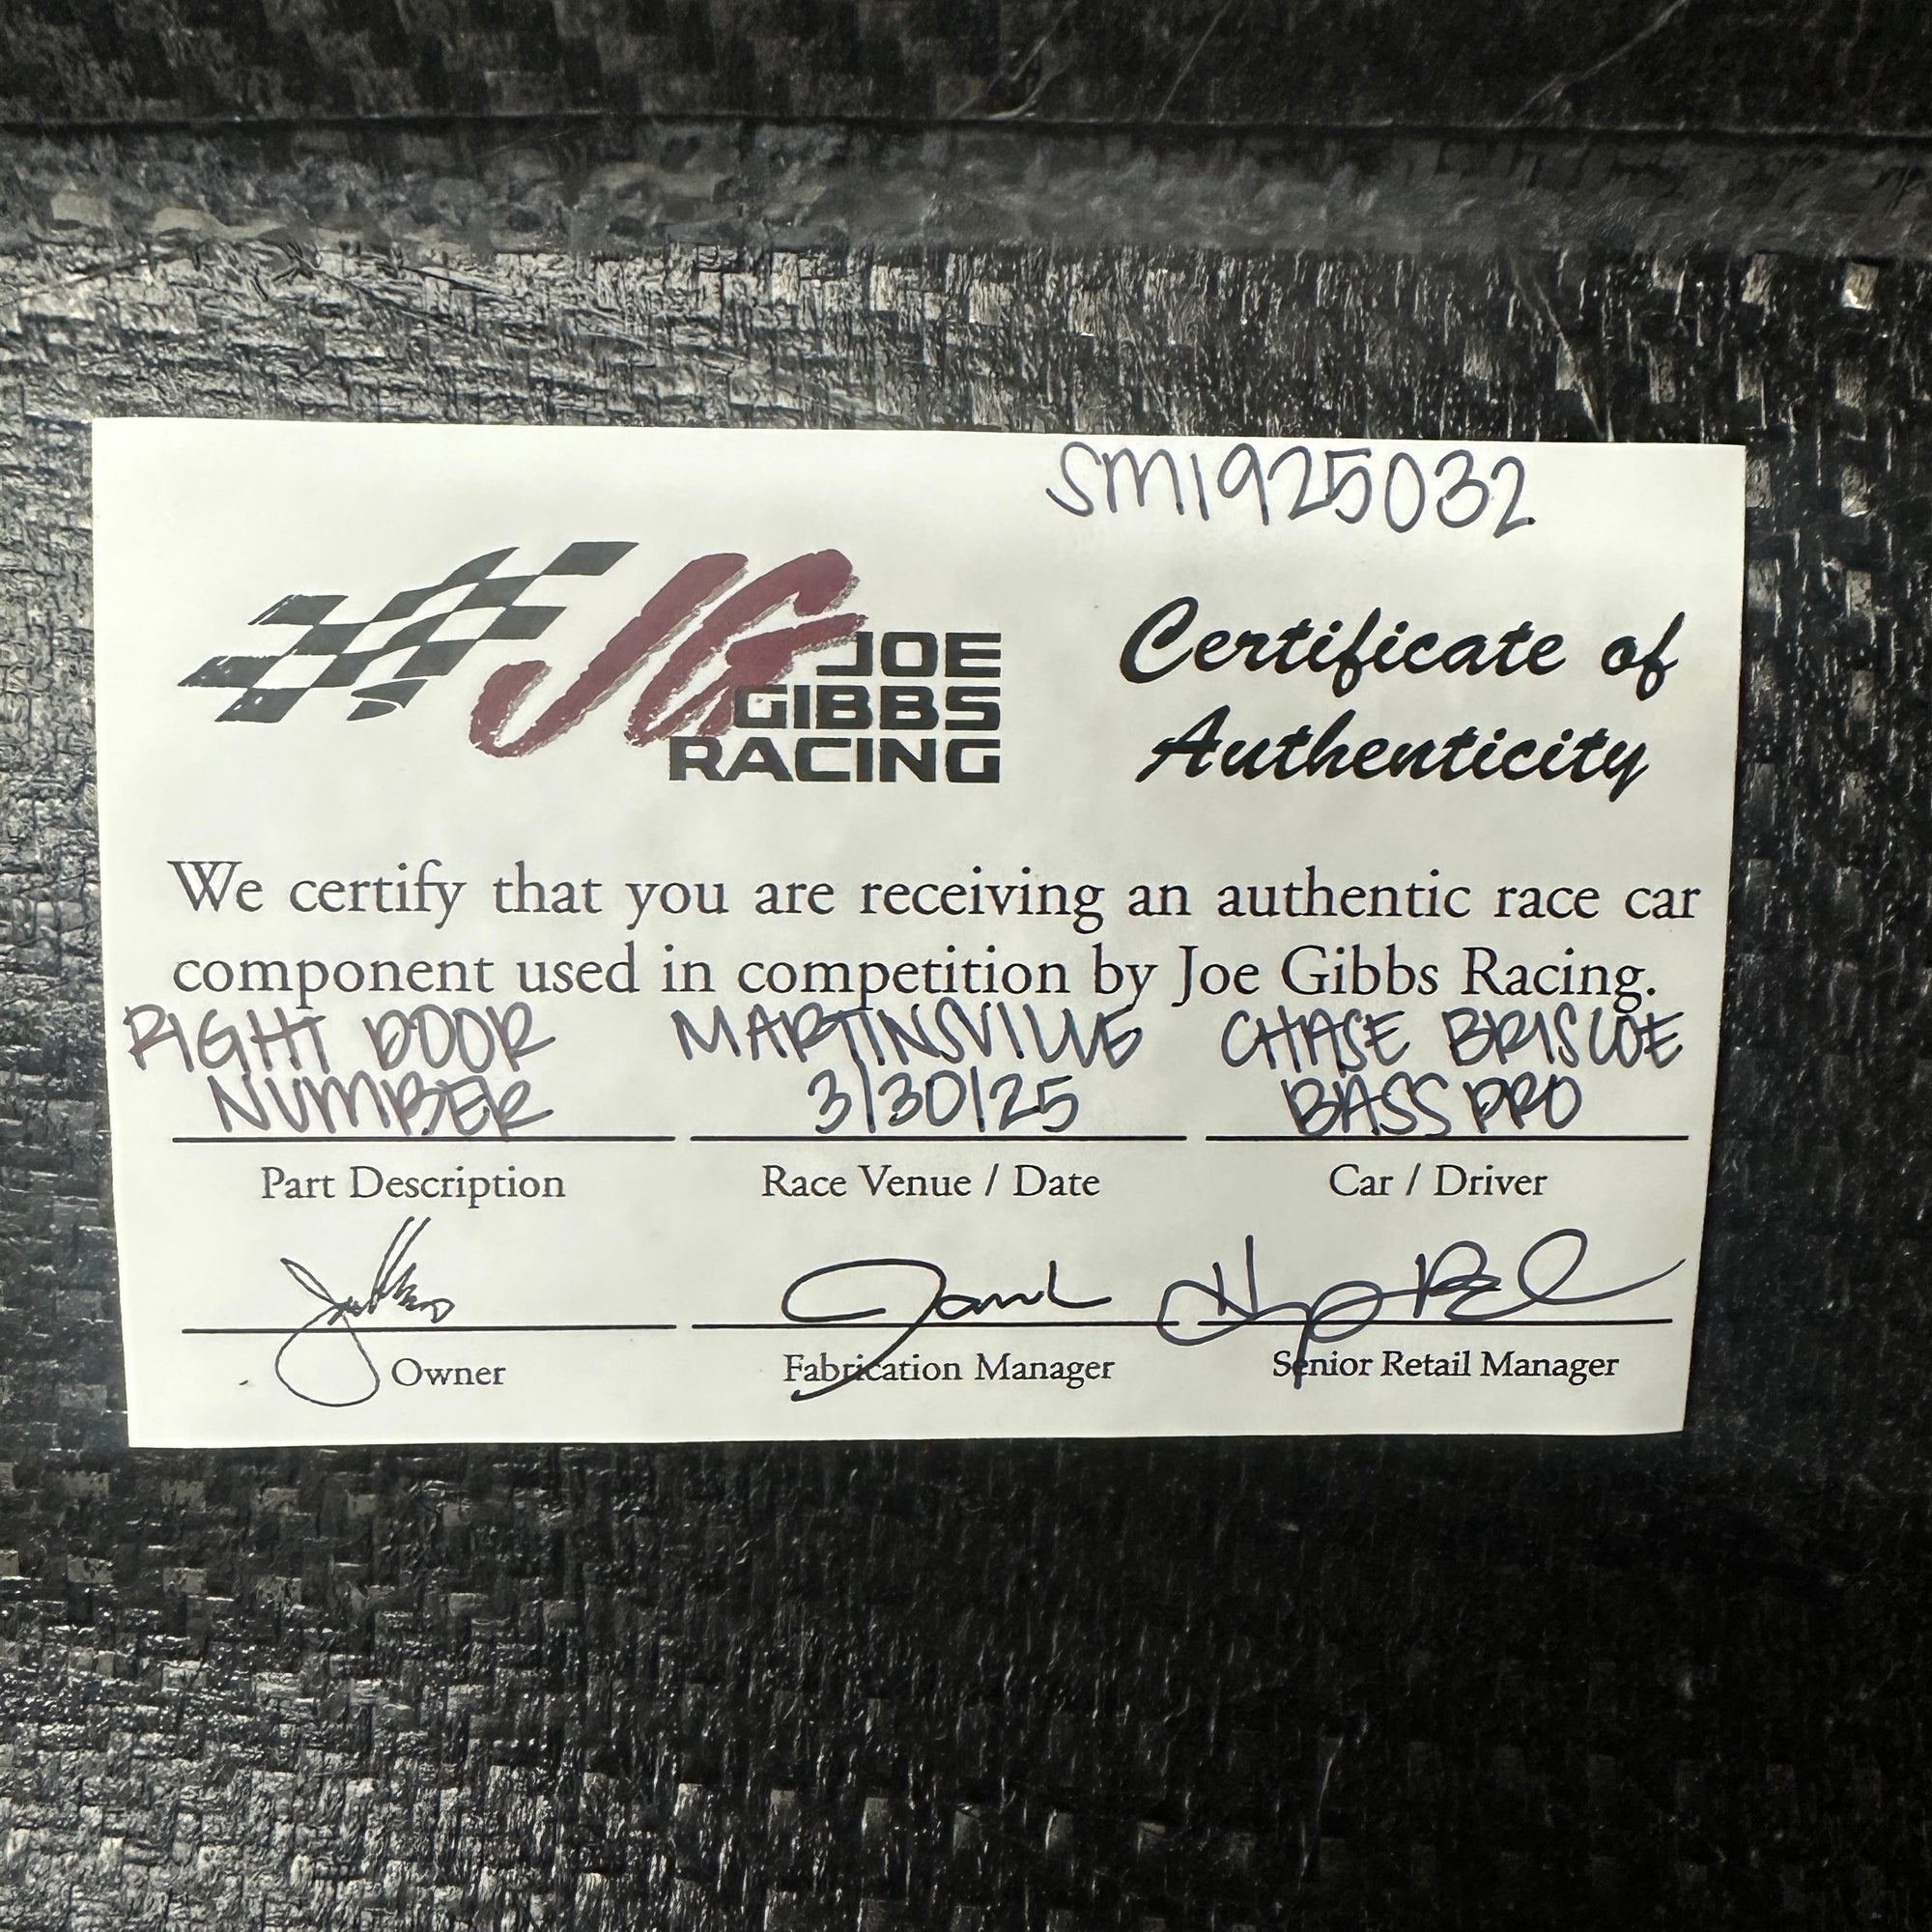 SM1925032
JG JOE
GIBBS
RACING
Certificate of
Authenticity
We certify that you are receiving an authentic race car
component used in competition by Joe Gibbs Racing.
RIGHT DOOR
NUMBER
MARTINSVILLE
3/30/25
CHASE BRISCOE
BASS PRO
Part Description
Race Venue / Date
Car / Driver
Owner
Fabrication Manager
Senior Retail Manager